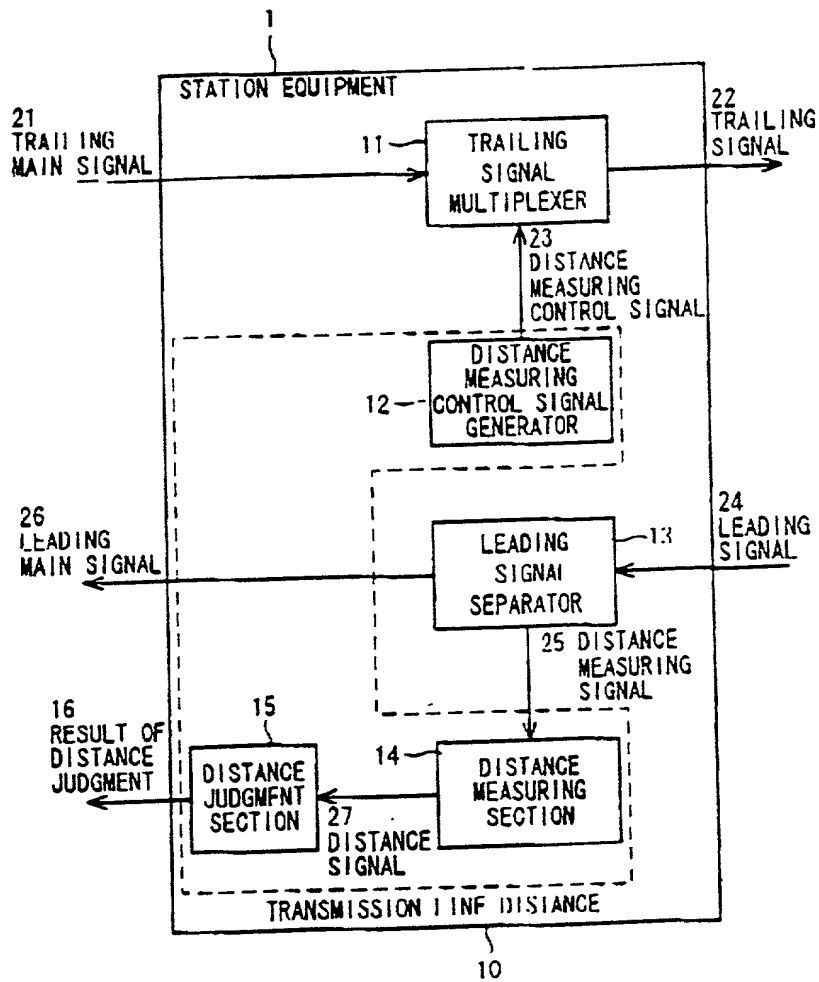 1
STATION EQUIPMENT
21
TRAILING
MAIN SIGNAL
11
TRAILING
SIGNAL
MULTIPLEXER
22
TRAILING
SIGNAL
23
DISTANCE
MEASURING
CONTROL SIGNAL
12
DISTANCE
MEASURING
CONTROL SIGNAL
GENERATOR
26
LEADING
MAIN SIGNAL
LEADING
SIGNAL
SEPARATOR
13
24
LEADING
SIGNAL
25 DISTANCE
MEASURING
SIGNAL
16
RESULT OF
DISTANCE
JUDGMENT
15
DISTANCE
JUDGMENT
SECTION
14
DISTANCE
MEASURING
SECTION
27
DISTANCE
SIGNAL
TRANSMISSION LINE DISTANCE
10